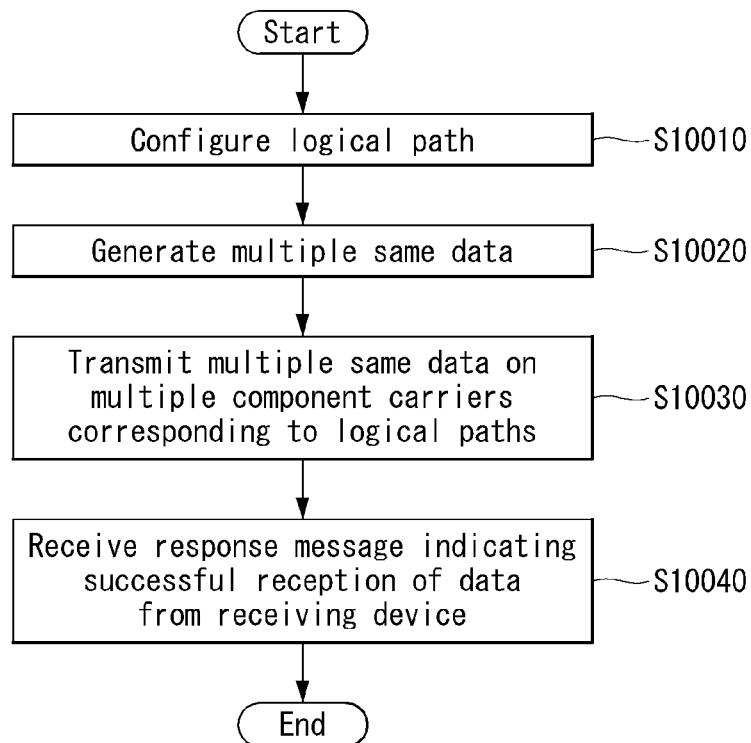 Start
Configure logical path
S10010
Generate multiple same data
S10020
Transmit multiple same data on
multiple component carriers
corresponding to logical paths
S10030
Receive response message indicating
successful reception of data
from receiving device
S10040
End